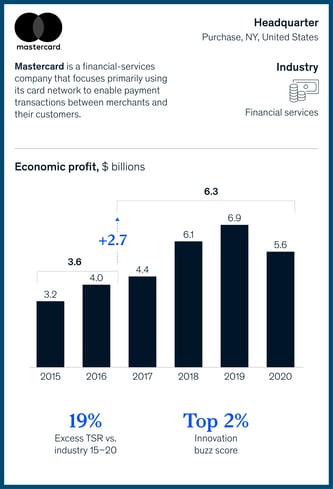 mastercard
Headquarter
Purchase, NY, United States
Mastercard is a financial-services
company that focuses primarily using
its card network to enable payment
transactions between merchants and
their customers.
Industry
Financial services
Economic profit, $ billions
6.3
+2.7
3.6
3.2
4.0
4.4
6.1
6.9
5.6
2015
2016
2017
2018
2019
2020
19%
Excess TSR vs.
industry 15–20
Top 2%
Innovation
buzz score